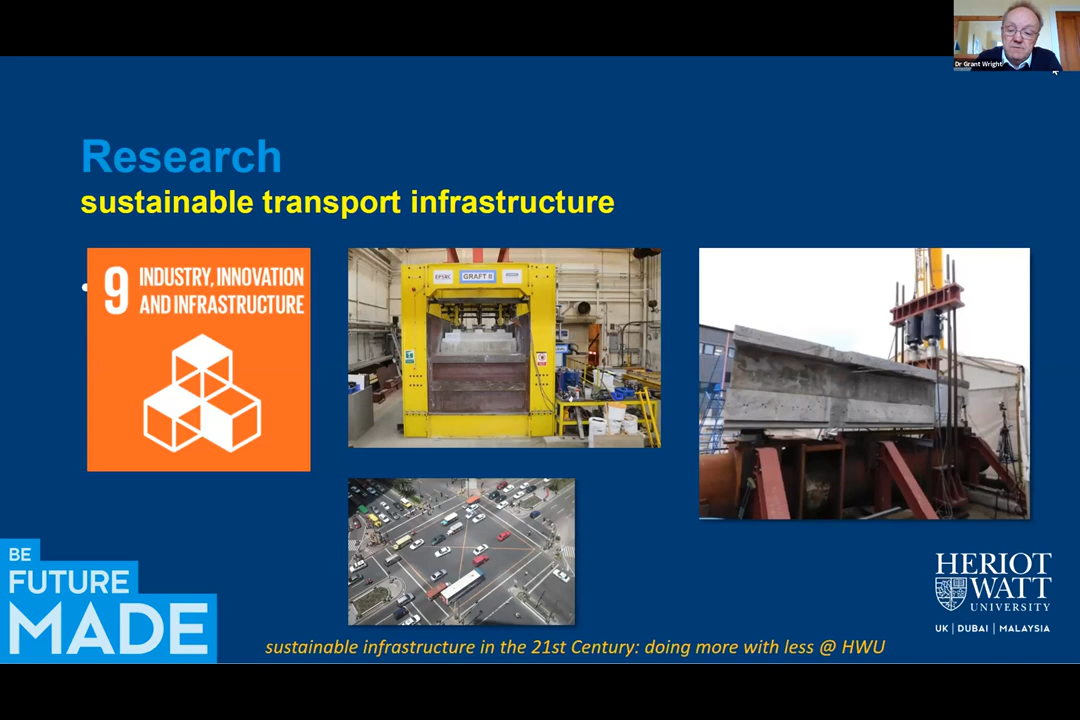 Dr Grant Wright
Research
sustainable transport infrastructure
9 INDUSTRY, INNOVATION
AND INFRASTRUCTURE
EPSRC
GRAFT II
BE
FUTURE
MADE
HERIOT
WATT
UNIVERSITY
UK | DUBAI | MALAYSIA
sustainable infrastructure in the 21st Century: doing more with less @ HWU